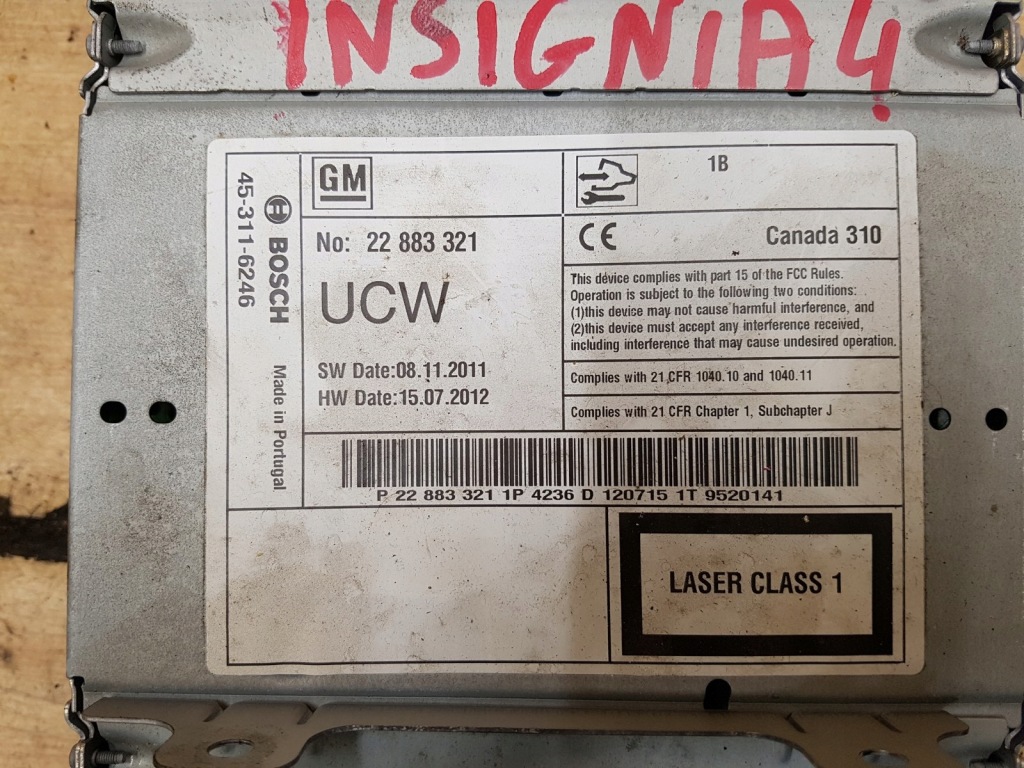 INSIGNIA4
45-311-6246
BOSCH Made in Portugal
GM
No: 22 883 321
UCW
SW Date:08.11.2011
HW Date:15.07.2012
1B
CE Canada 310
This device complies with part 15 of the FCC Rules.
Operation is subject to the following two conditions:
(1)this device may not cause harmful interference, and
(2)this device must accept any interference received,
including interference that may cause undesired operation.
Complies with 21 CFR 1040.10 and 1040.11
Complies with 21 CFR Chapter 1, Subchapter J
P 22 883 321 1P 4236 D 120715 1T 9520141
LASER CLASS 1